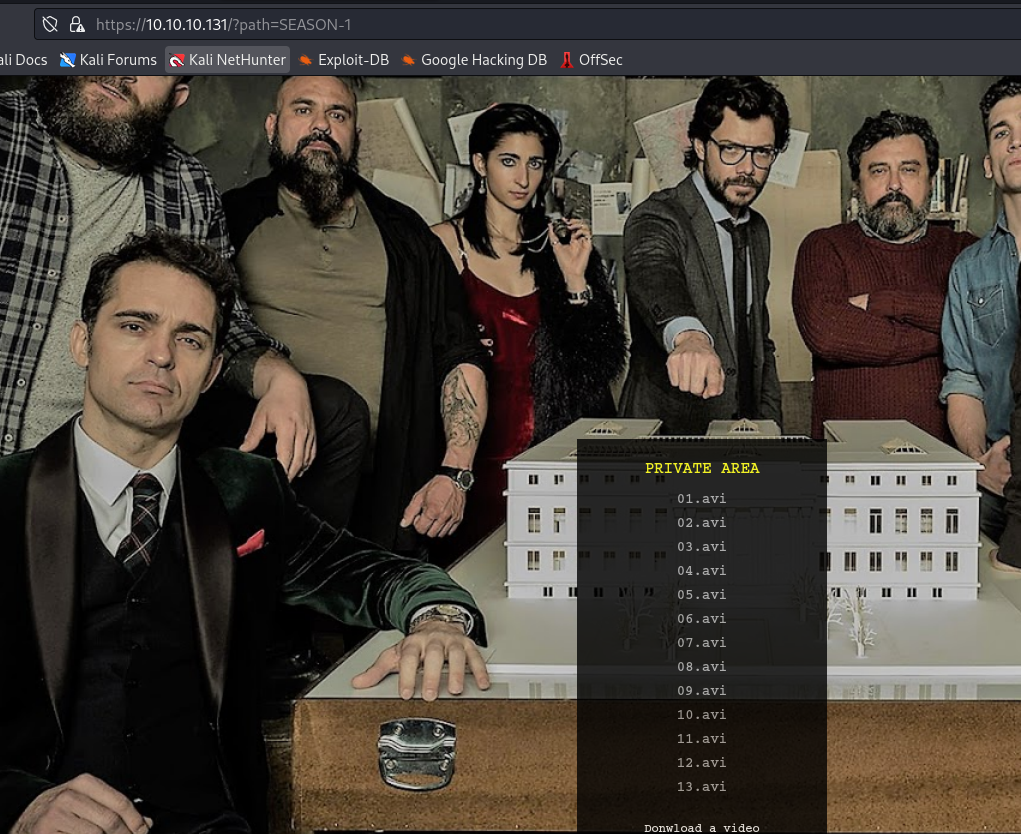 https://10.10.10.131/?path=SEASON-1
ali Docs Kali Forums Kali NetHunter Exploit-DB Google Hacking DB OffSec
PRIVATE AREA
01.avi
02.avi
03.avi
04.avi
05.avi
06.avi
07.avi
08.avi
09.avi
10.avi
11.avi
12.avi
13.avi
Donwload a video